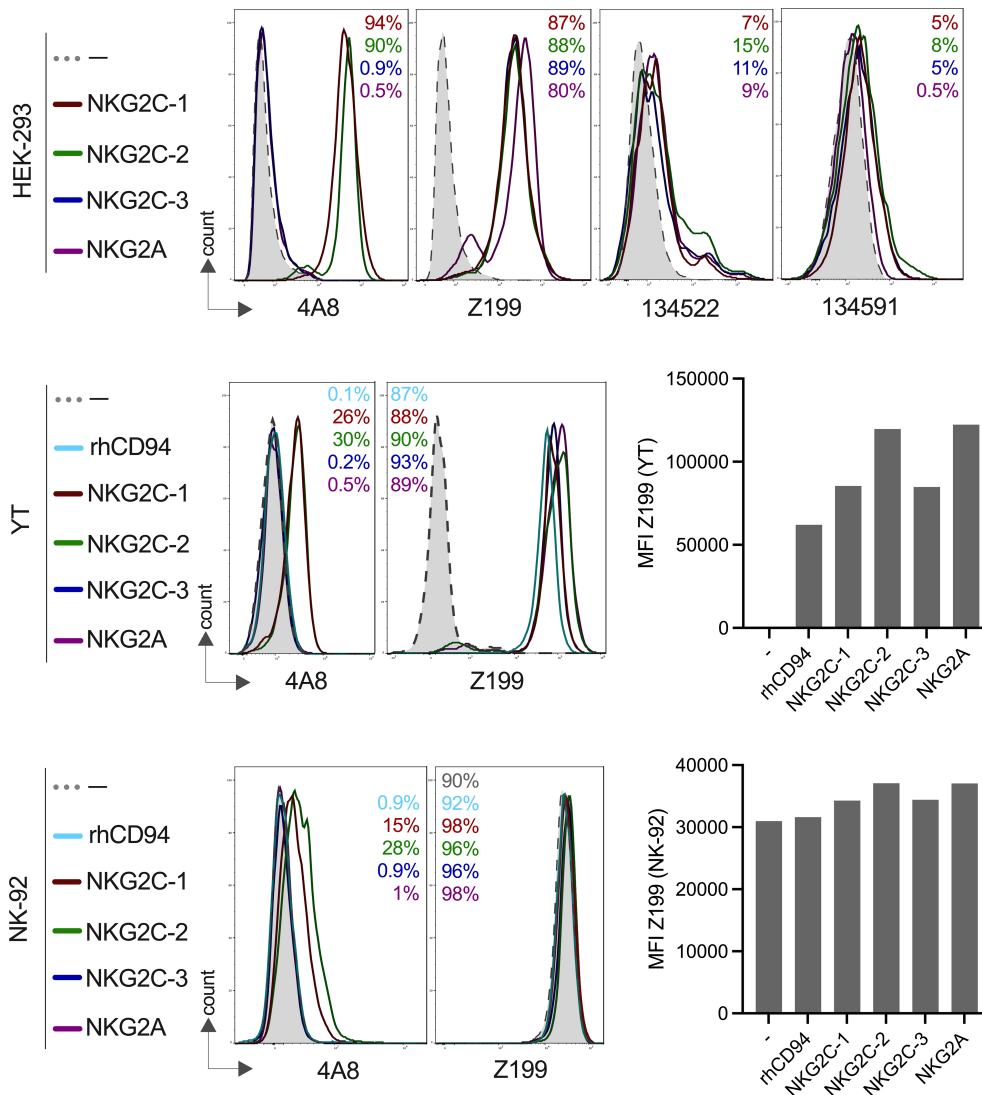 HEK-293
—
NKG2C-1
NKG2C-2
NKG2C-3
NKG2A
count
94%
90%
0.9%
0.5%
4A8
87%
88%
89%
80%
Z199
7%
15%
11%
9%
134522
5%
8%
5%
0.5%
134591
YT
—
rhCD94
NKG2C-1
NKG2C-2
NKG2C-3
NKG2A
count
0.1%
26%
30%
0.2%
0.5%
4A8
87%
88%
90%
93%
89%
Z199
MFI Z199 (YT)
150000
100000
50000
0
-
rhCD94
NKG2C-1
NKG2C-2
NKG2C-3
NKG2A
NK-92
—
rhCD94
NKG2C-1
NKG2C-2
NKG2C-3
NKG2A
count
0.9%
15%
28%
0.9%
1%
4A8
90%
92%
98%
96%
96%
98%
Z199
MFI Z199 (NK-92)
40000
30000
20000
10000
0
-
rhCD94
NKG2C-1
NKG2C-2
NKG2C-3
NKG2A